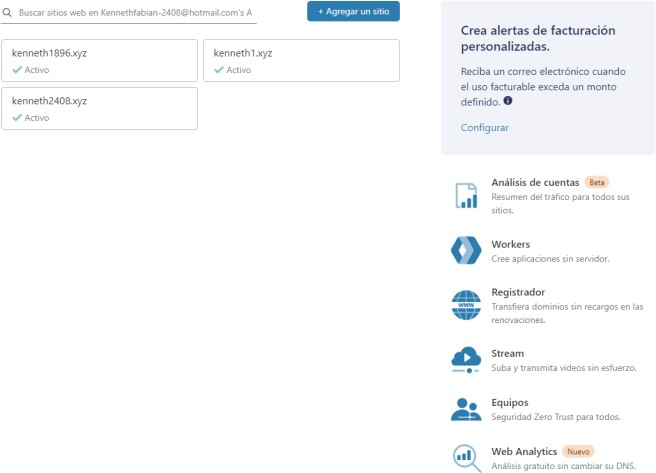 Buscar sitios web en Kennethfabian-2408@hotmail.com's A
+ Agregar un sitio
kenneth1896.xyz
Activo
kenneth1.xyz
Activo
kenneth2408.xyz
Activo
Crea alertas de facturación
personalizadas.
Reciba un correo electrónico cuando
el uso facturable exceda un monto
definido.
Configurar
Análisis de cuentas Beta
Resumen del tráfico para todos sus
sitios.
Workers
Cree aplicaciones sin servidor.
Registrador
Transfiera dominios sin recargos en las
renovaciones.
Stream
Suba y transmita videos sin esfuerzo.
Equipos
Seguridad Zero Trust para todos.
Web Analytics Nuevo
Análisis gratuito sin cambiar su DNS.